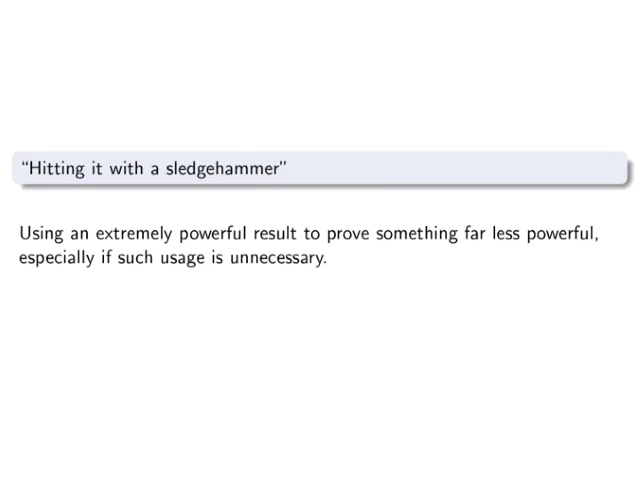 “Hitting it with a sledgehammer”
Using an extremely powerful result to prove something far less powerful,
especially if such usage is unnecessary.